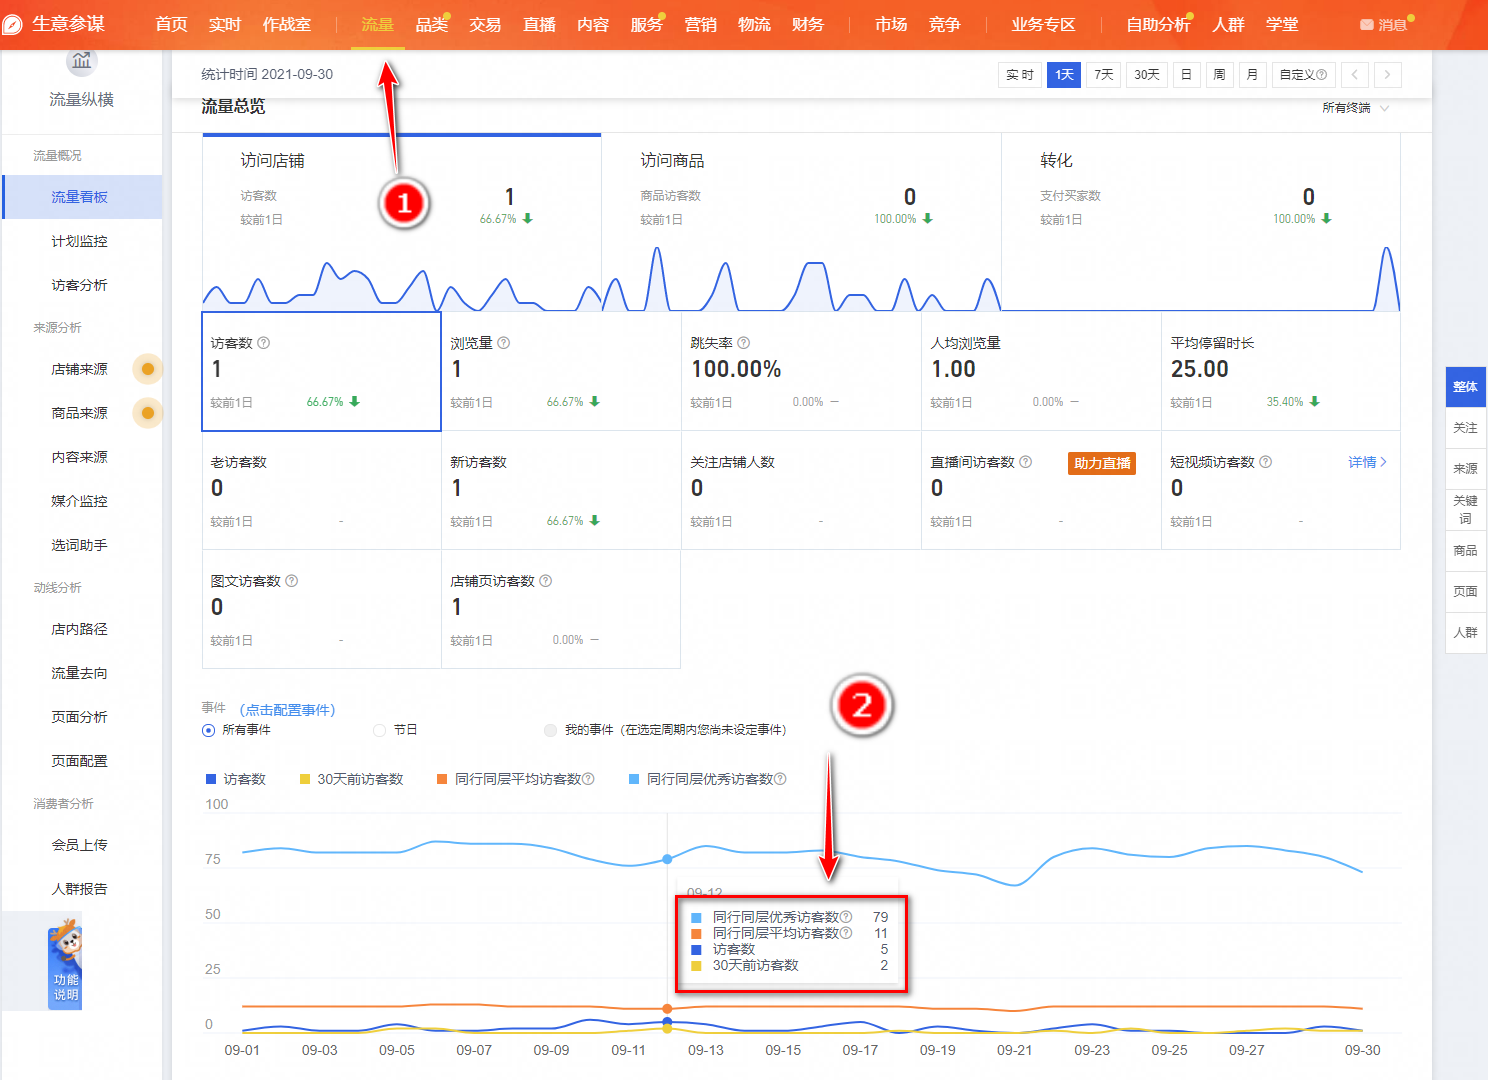 生意参谋 首页 实时 作战室 流量 品类 交易 直播 内容 服务 营销 物流 财务 市场 竞争 业务专区 自助分析 人群 学堂 消息
流量纵横
流量概况
流量看板
计划监控
访客分析
来源分析
店铺来源
商品来源
内容来源
媒介监控
选词助手
动线分析
店内路径
流量去向
页面分析
页面配置
消费者分析
会员上传
人群报告
功能
说明
统计时间 2021-09-30 实时 1天 7天 30天 日 周 月 自定义?
流量总览 所有终端
访问店铺
访客数 1
较前1日 66.67%
访问商品
商品访客数 0
较前1日 100.00%
转化
支付买家数 0
较前1日 100.00%
1
访客数 ?
1
较前1日 66.67%
浏览量 ?
1
较前1日 66.67%
跳失率 ?
100.00%
较前1日 0.00% –
人均浏览量
1.00
较前1日 0.00% –
平均停留时长
25.00
较前1日 35.40%
老访客数
0
较前1日 -
新访客数
1
较前1日 66.67%
关注店铺人数
0
较前1日 -
直播间访客数 ? 助力直播
0
较前1日 -
短视频访客数 ? 详情 >
0
较前1日 -
图文访客数 ?
0
较前1日 -
店铺页访客数 ?
1
较前1日 0.00% –
2
事件 (点击配置事件)
所有事件 节日 我的事件（在选定周期内您尚未设定事件）
访客数 30天前访客数 同行同层平均访客数? 同行同层优秀访客数?
100
75
50
25
0
09-12
同行同层优秀访客数? 79
同行同层平均访客数? 11
访客数 5
30天前访客数 2
09-01 09-03 09-05 09-07 09-09 09-11 09-13 09-15 09-17 09-19 09-21 09-23 09-25 09-27 09-30
整体
关注
来源
关键
词
商品
页面
人群